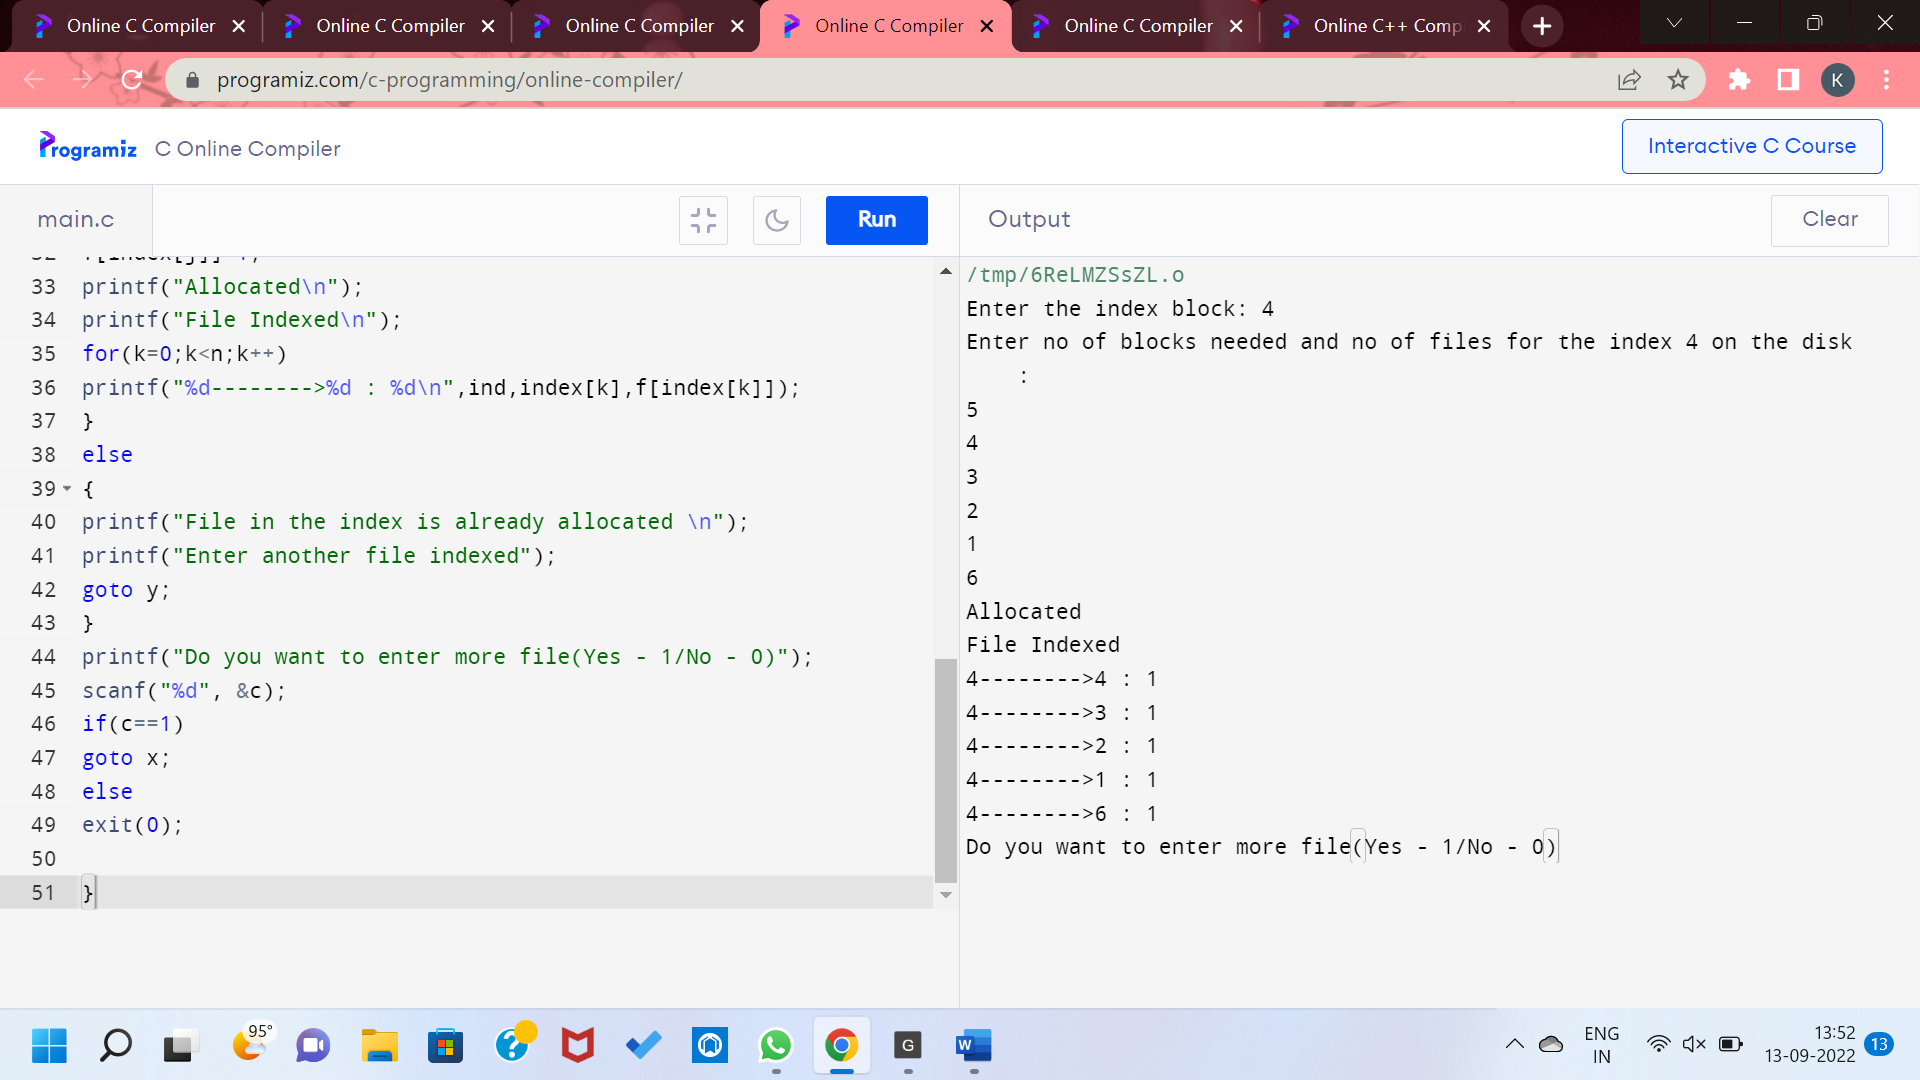 Online C Compiler
Online C Compiler
Online C Compiler
Online C Compiler
Online C Compiler
Online C++ Comp
programiz.com/c-programming/online-compiler/
K
Programiz
C Online Compiler
Interactive C Course
main.c
Run
Output
Clear
33 printf("Allocated\n");
34 printf("File Indexed\n");
35 for(k=0;k<n;k++)
36 printf("%d-------->%d : %d\n",ind,index[k],f[index[k]]);
37 }
38 else
39 {
40 printf("File in the index is already allocated \n");
41 printf("Enter another file indexed");
42 goto y;
43 }
44 printf("Do you want to enter more file(Yes - 1/No - 0)");
45 scanf("%d", &c);
46 if(c==1)
47 goto x;
48 else
49 exit(0);
50
51 }
/tmp/6ReLMZSsZL.o
Enter the index block: 4
Enter no of blocks needed and no of files for the index 4 on the disk
:
5
4
3
2
1
6
Allocated
File Indexed
4-------->4 : 1
4-------->3 : 1
4-------->2 : 1
4-------->1 : 1
4-------->6 : 1
Do you want to enter more file(Yes - 1/No - 0)
95°
G
W
ENG
IN
13:52
13-09-2022
13